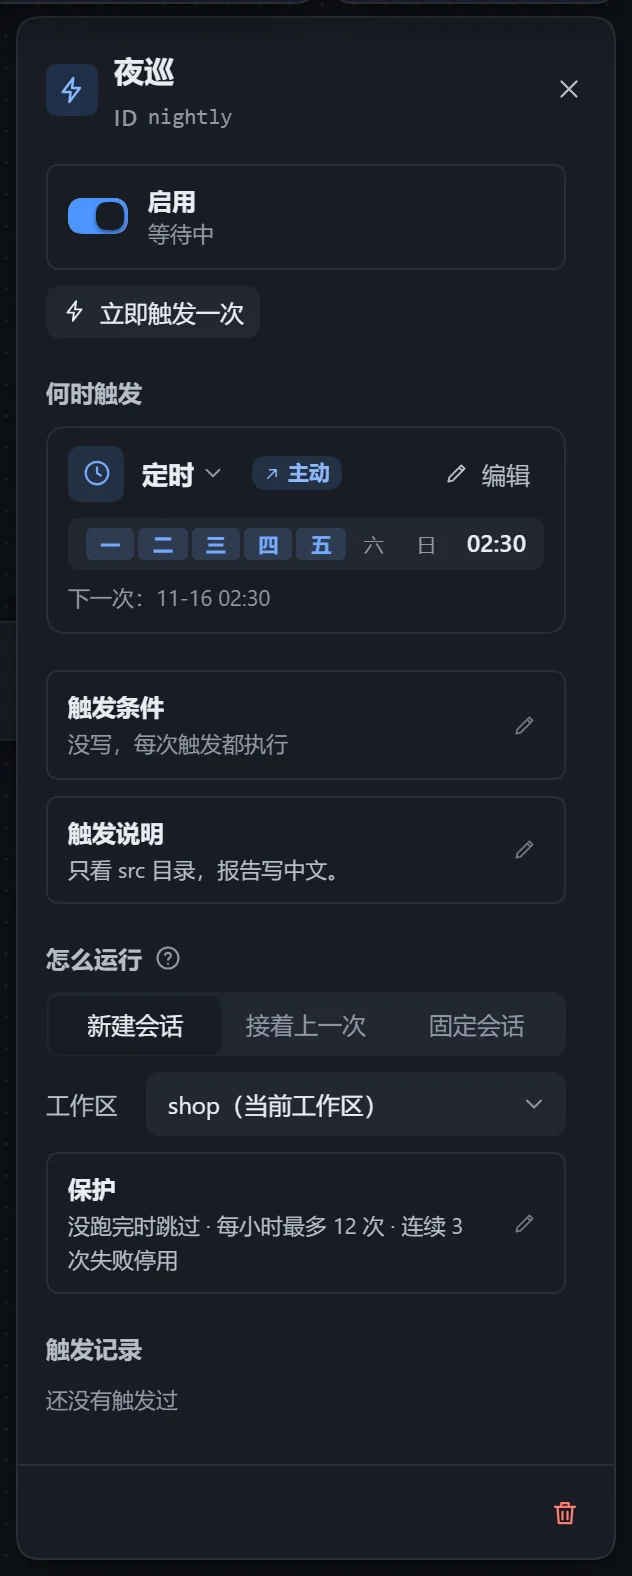 夜巡
ID nightly
启用
等待中
立即触发一次
何时触发
定时 主动 编辑
一 二 三 四 五 六 日 02:30
下一次：11-16 02:30
触发条件
没写，每次触发都执行
触发说明
只看 src 目录，报告写中文。
怎么运行
新建会话 接着上一次 固定会话
工作区 shop（当前工作区）
保护
没跑完时跳过 · 每小时最多 12 次 · 连续 3
次失败停用
触发记录
还没有触发过